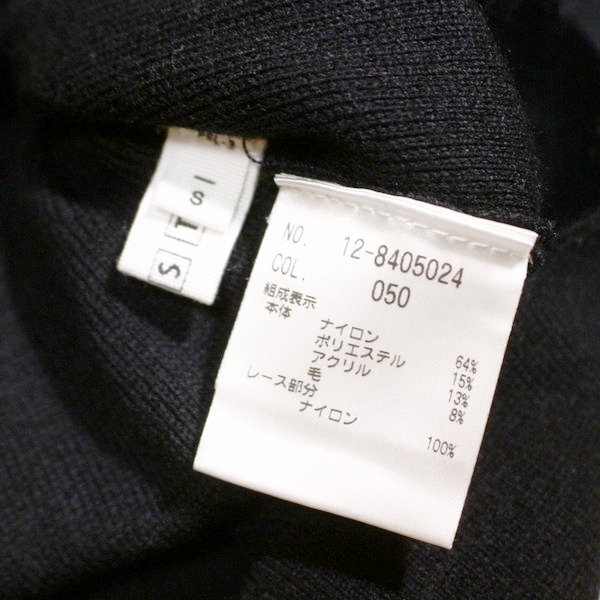 S
T
S
NO. 12-8405024
COL. 050
組成表示
本体
ナイロン 64%
ポリエステル 15%
アクリル 13%
毛 8%
レース部分
ナイロン 100%